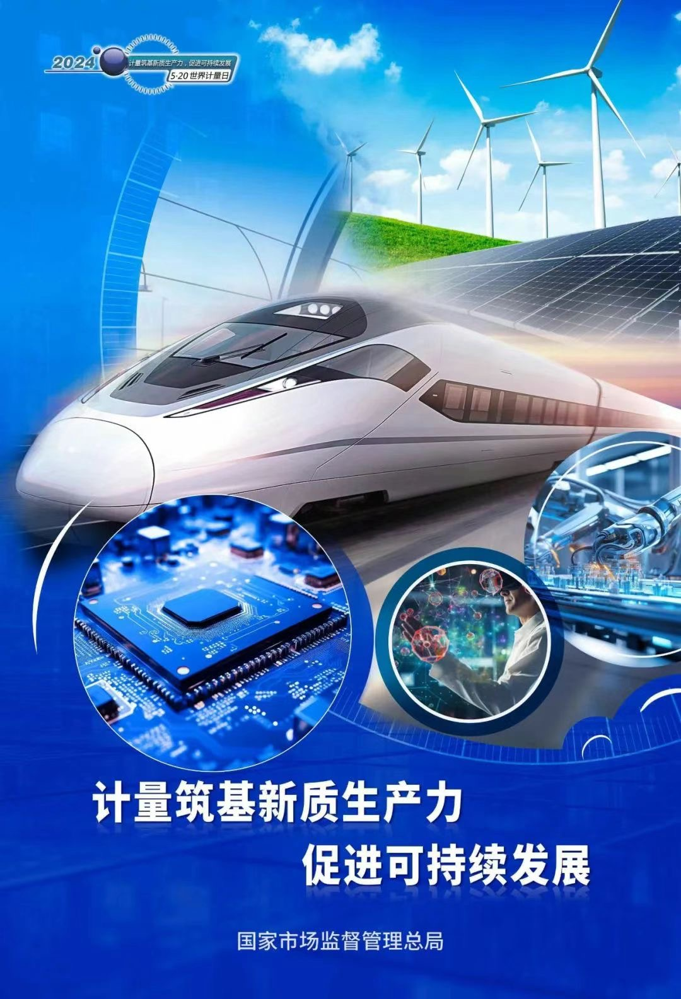 2024
计量筑基新质生产力，促进可持续发展
5·20 世界计量日
计量筑基新质生产力
促进可持续发展
国家市场监督管理总局